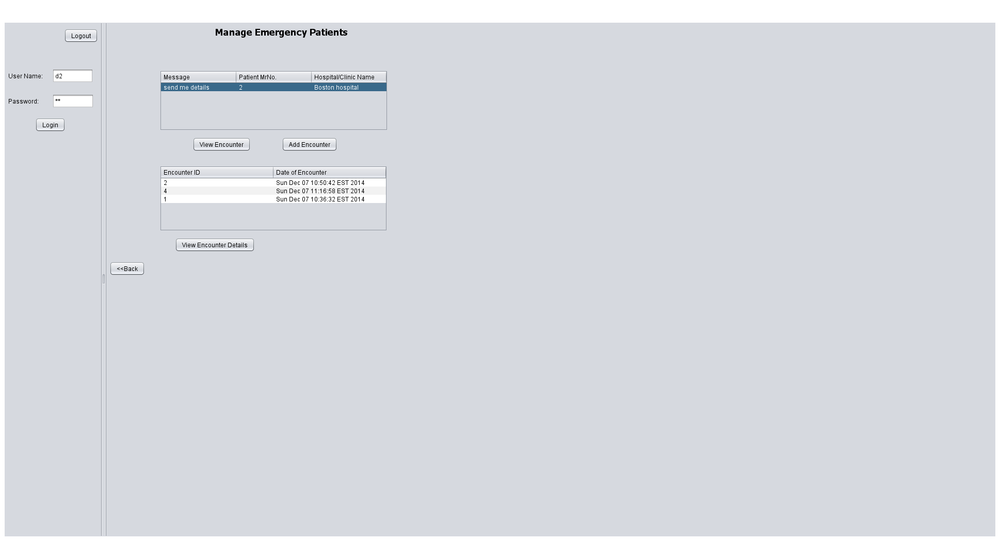 Logout
Manage Emergency Patients
User Name: d2
Password: **
Login
Message Patient MrNo. Hospital/Clinic Name
send me details 2 Boston hospital
View Encounter Add Encounter
Encounter ID Date of Encounter
2 Sun Dec 07 10:50:42 EST 2014
4 Sun Dec 07 11:16:58 EST 2014
1 Sun Dec 07 10:36:32 EST 2014
View Encounter Details
<<Back